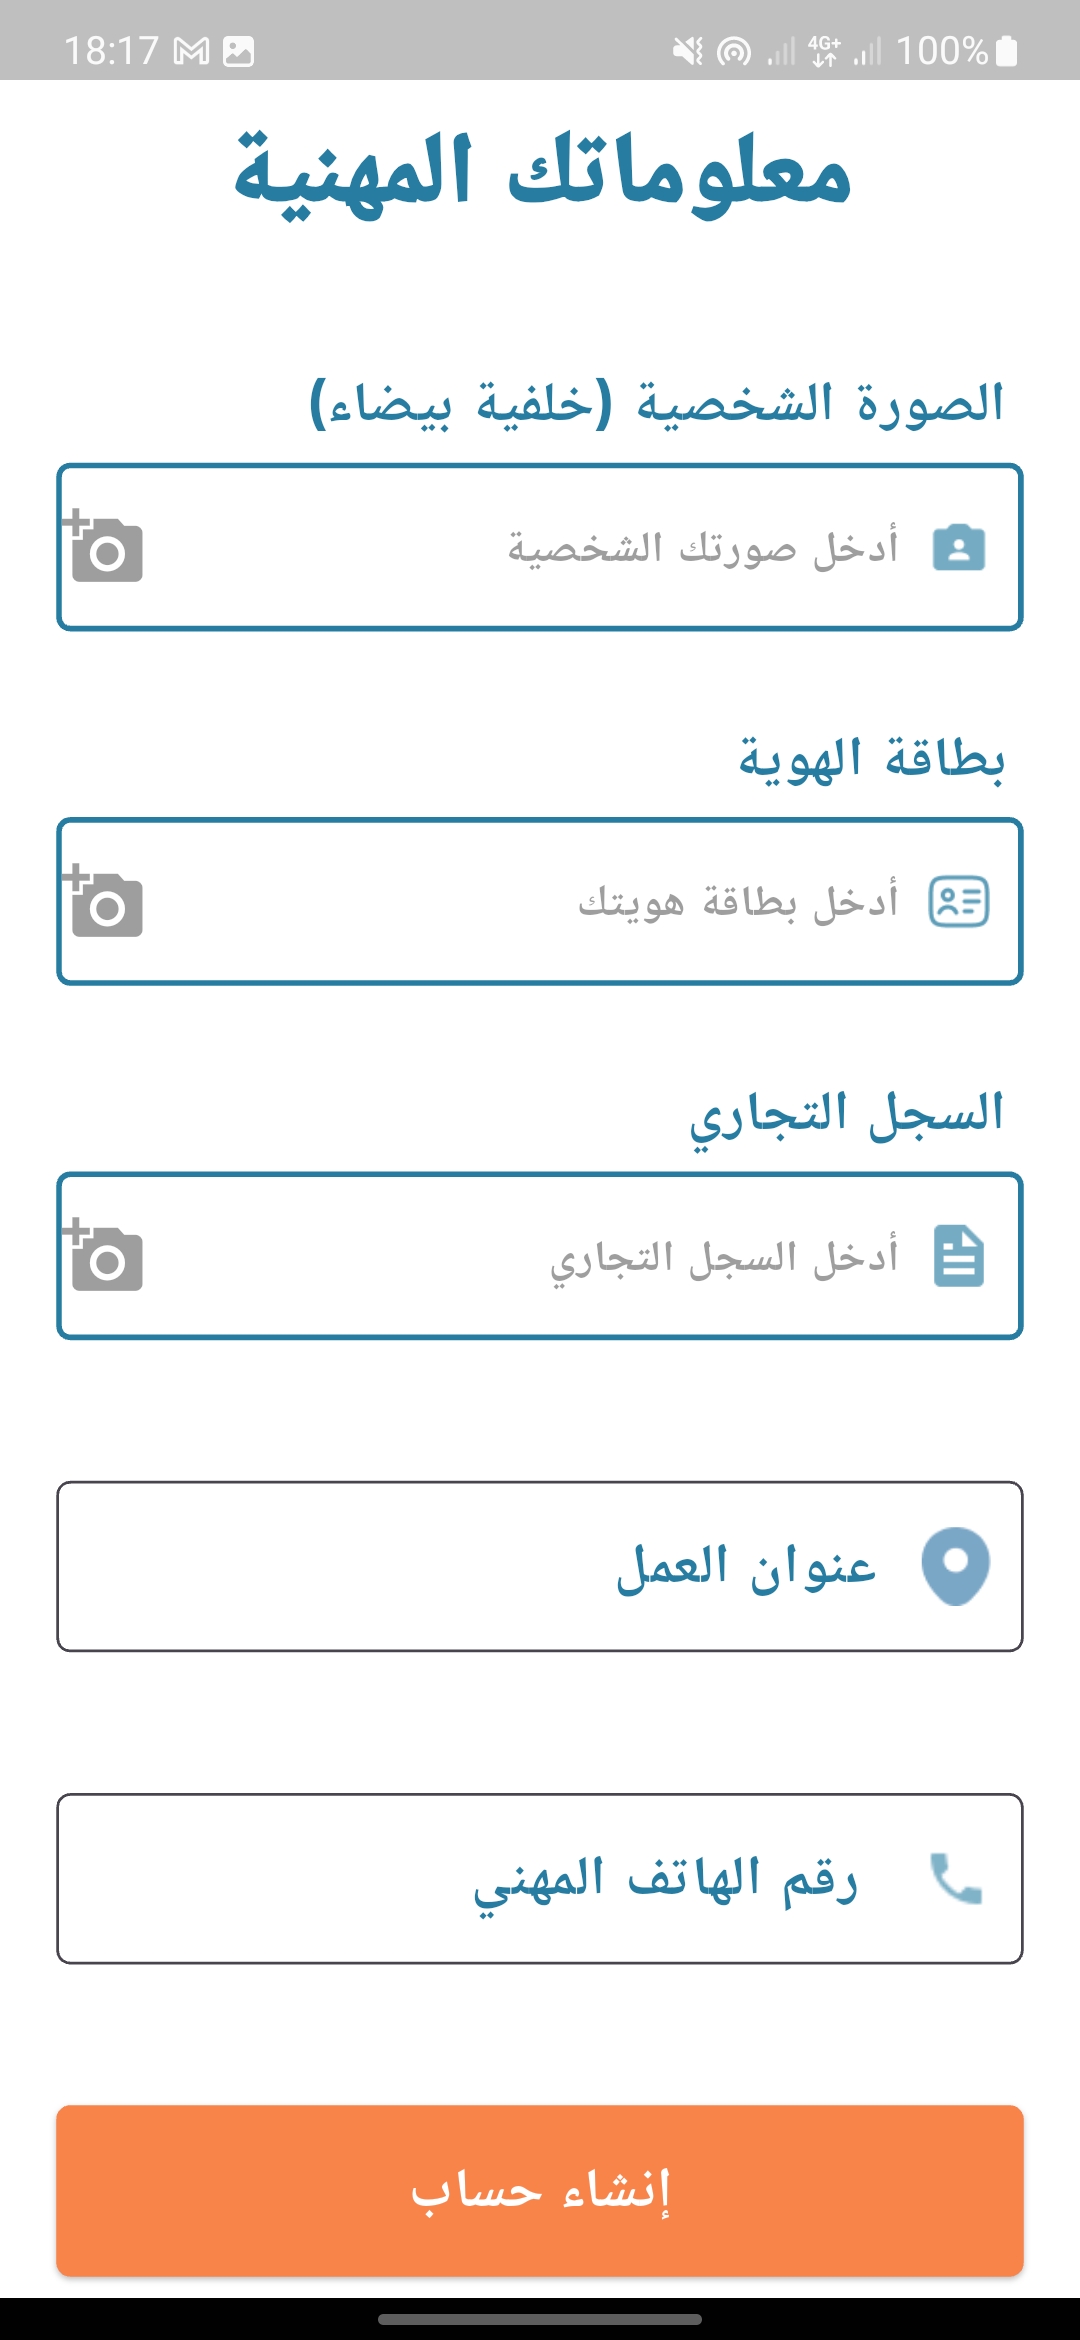 18:17 4G+ 100%
معلوماتك المهنية
الصورة الشخصية (خلفية بيضاء)
أدخل صورتك الشخصية
بطاقة الهوية
أدخل بطاقة هويتك
السجل التجاري
أدخل السجل التجاري
عنوان العمل
رقم الهاتف المهني
إنشاء حساب